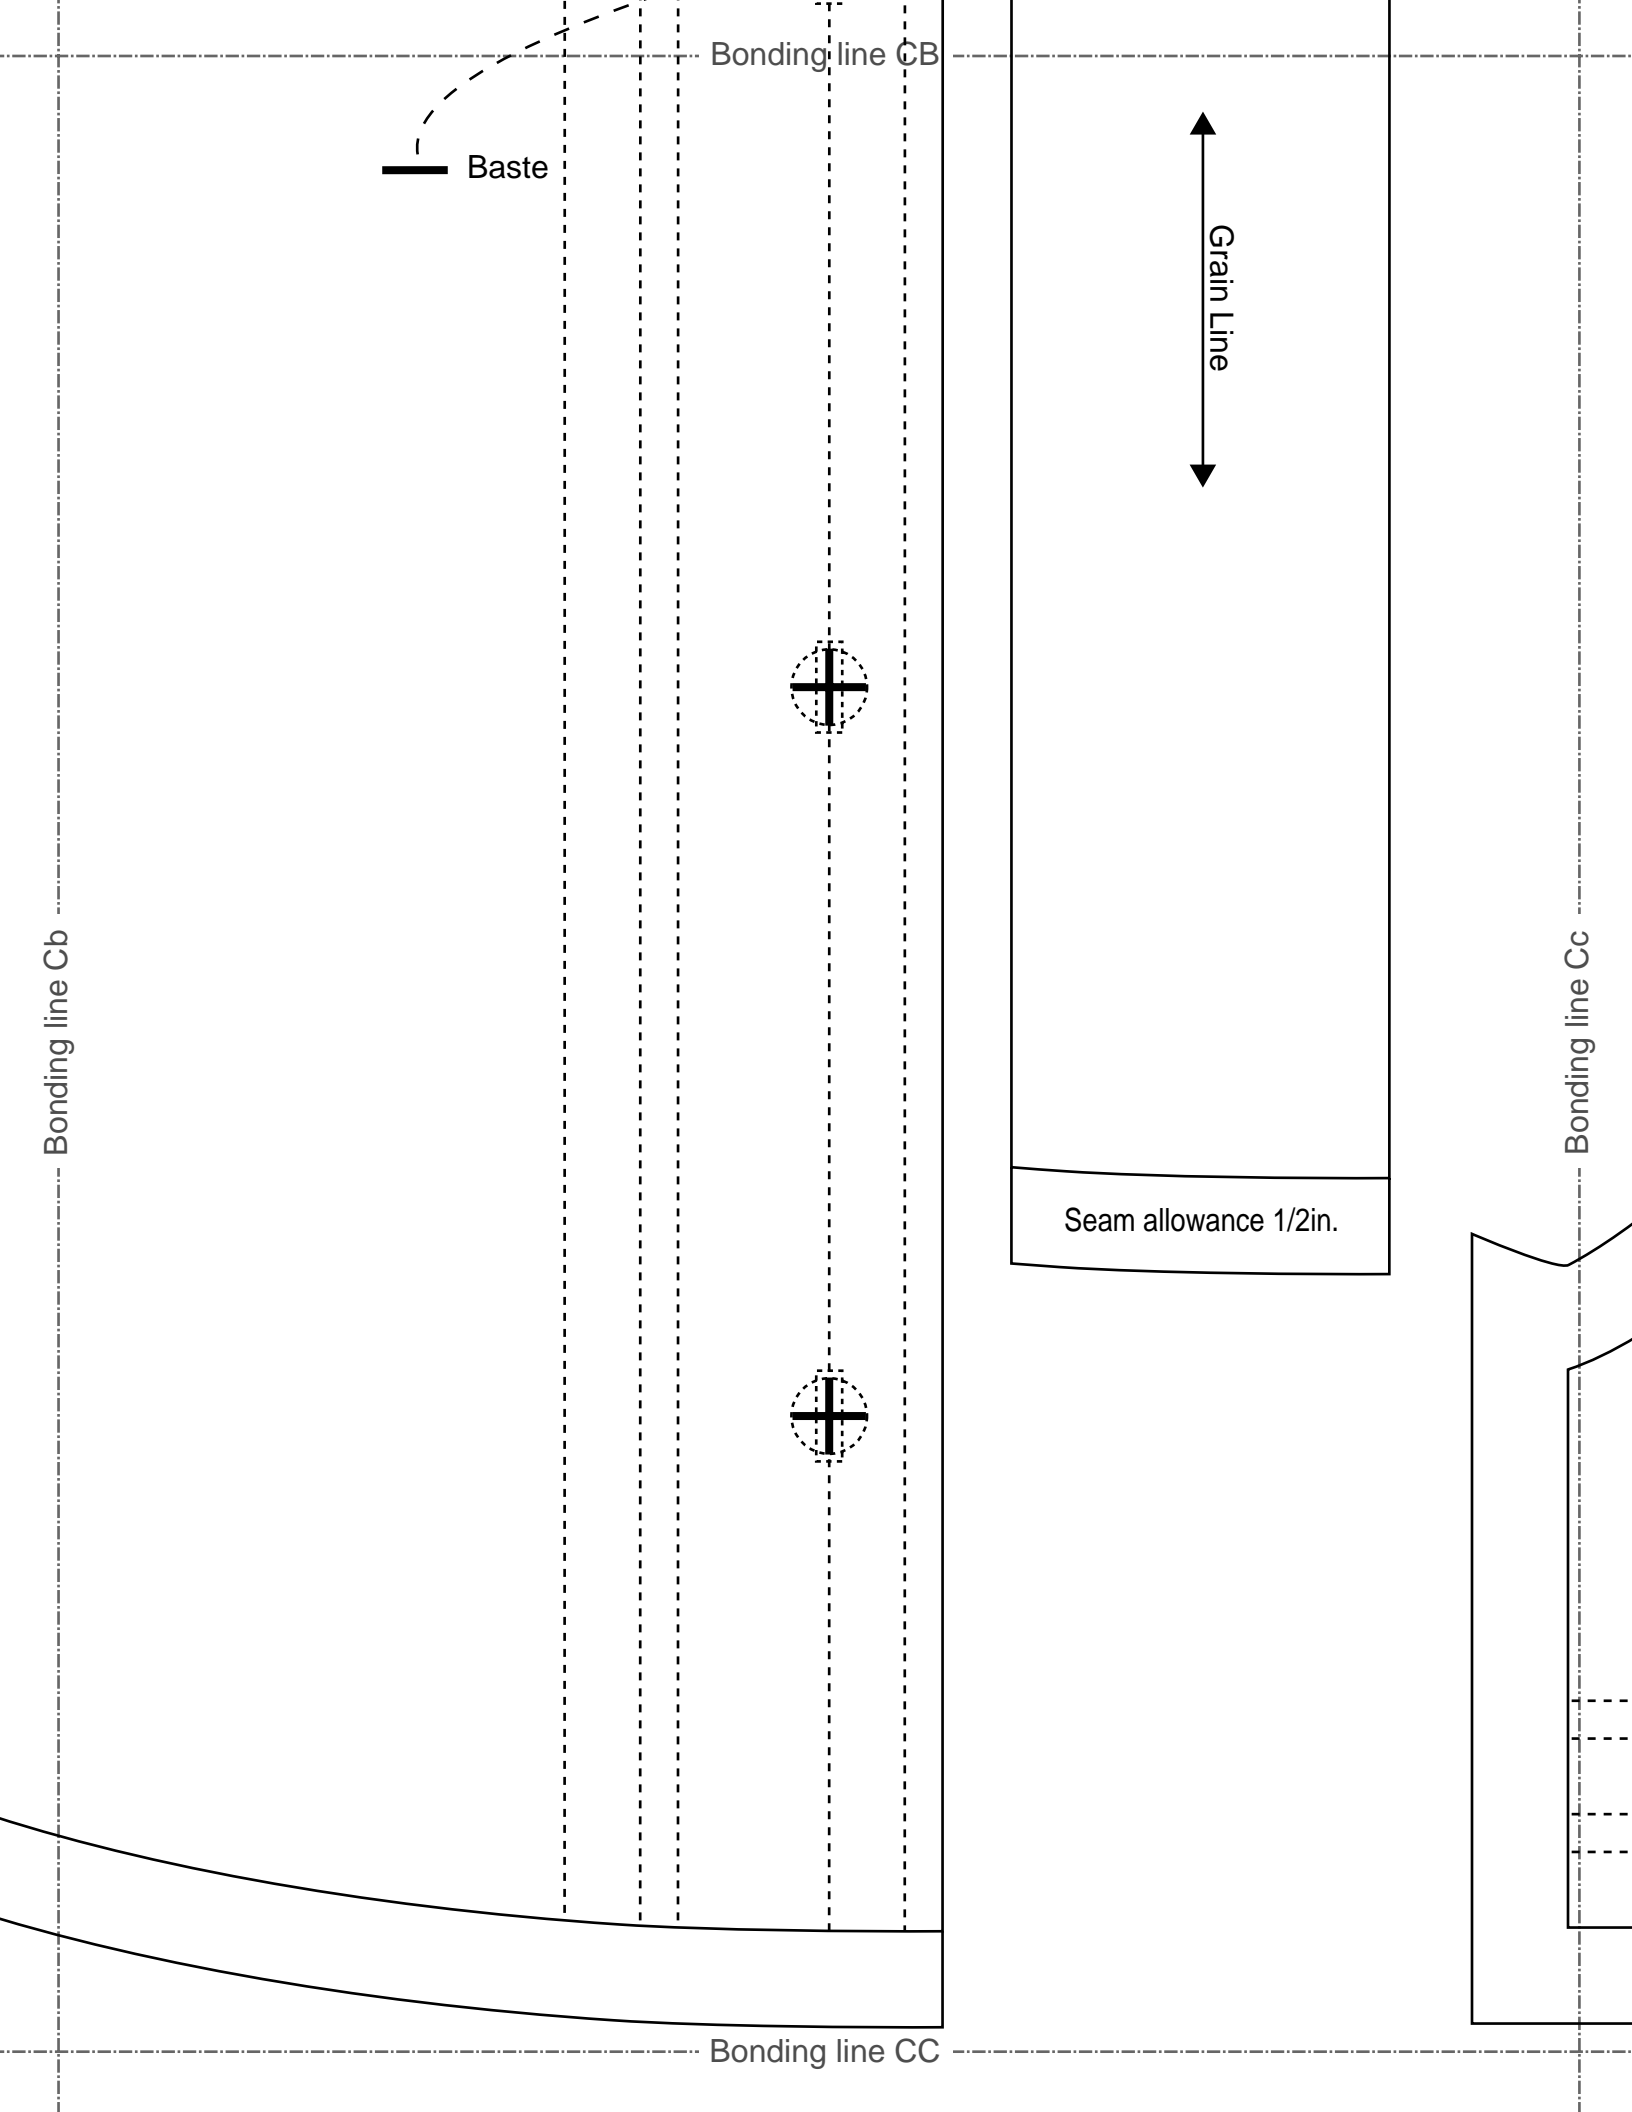 Bonding line CB
Baste
Grain Line
Bonding line Cb
Bonding line Cc
Seam allowance 1/2in.
Bonding line CC